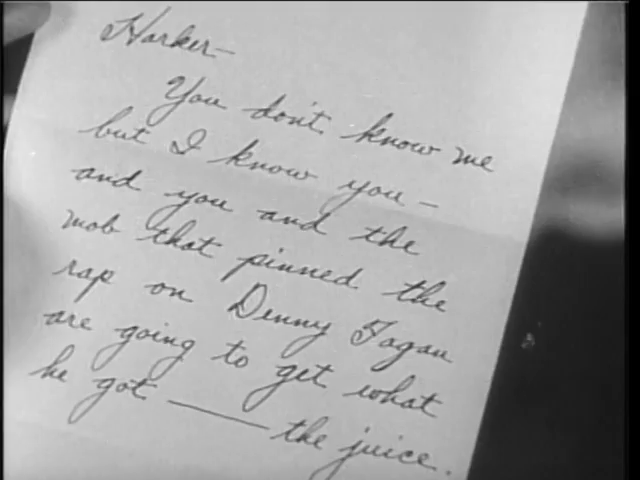 Harker—
You don't know me
but I know you—
and you and the
mob that pinned the
rap on Denny Fagan
are going to get what
he got — the juice.